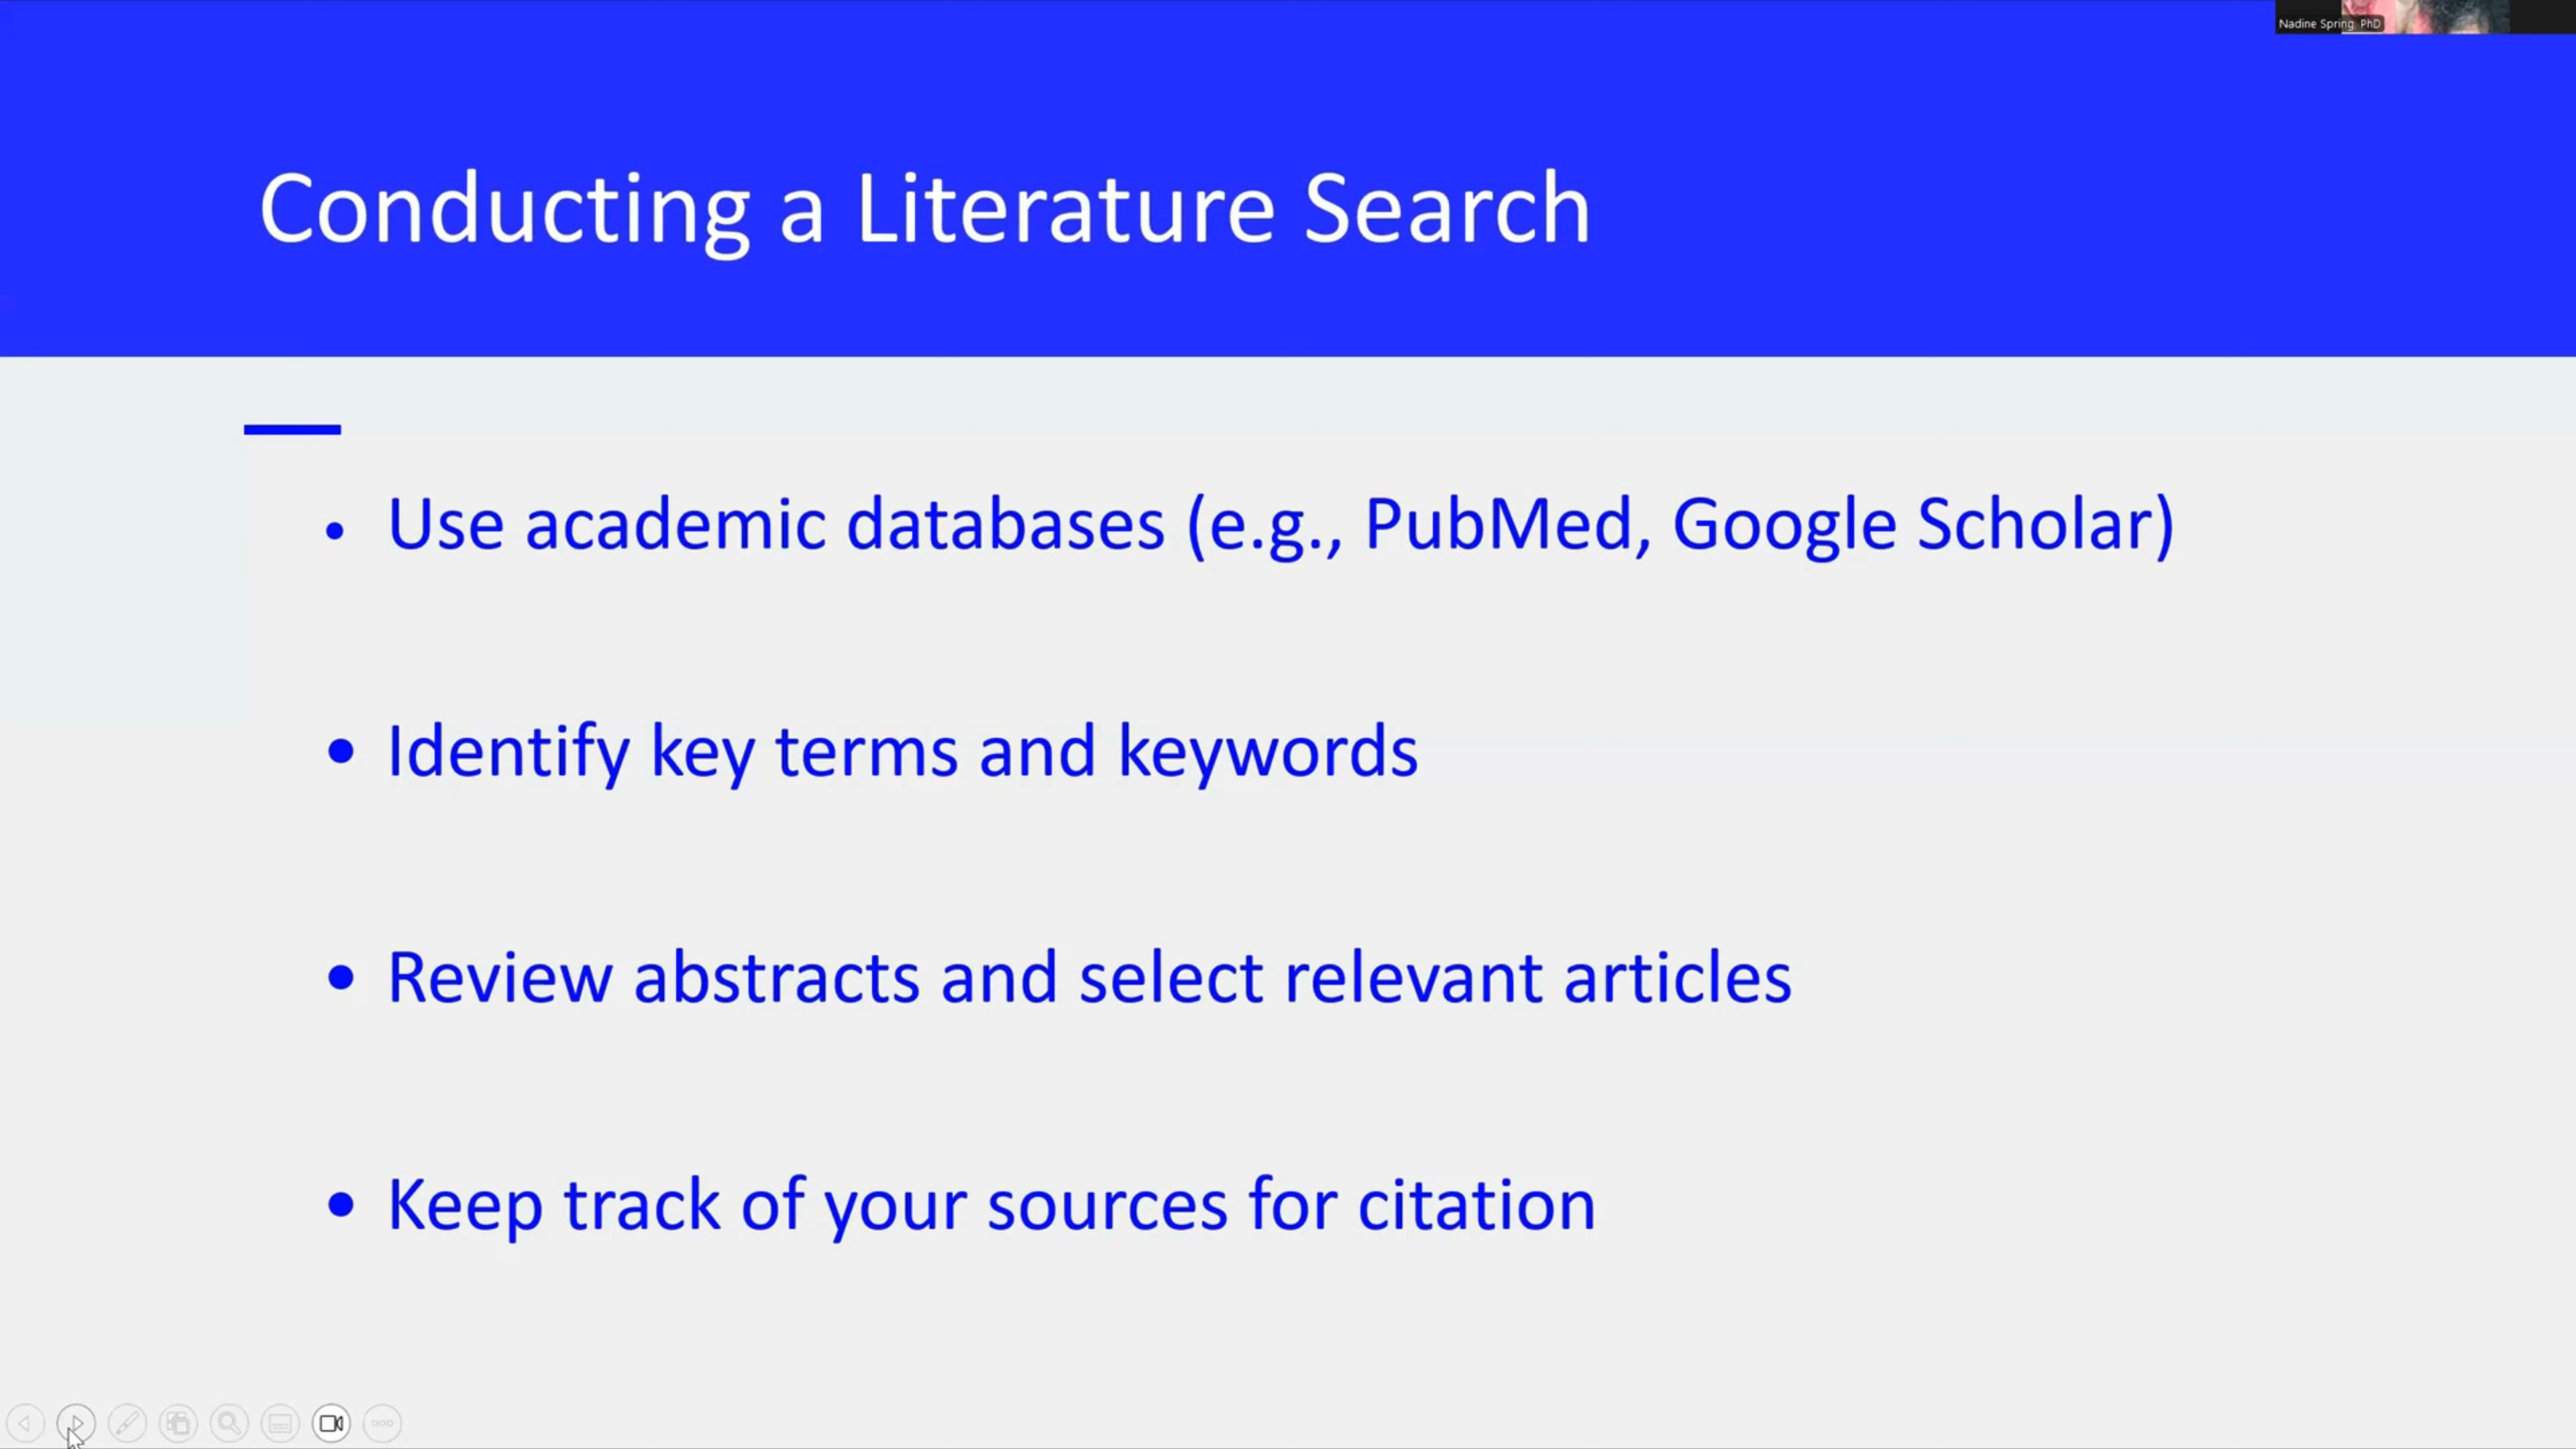 Nadine Spring, PhD
Conducting a Literature Search
• Use academic databases (e.g., PubMed, Google Scholar)
• Identify key terms and keywords
• Review abstracts and select relevant articles
• Keep track of your sources for citation